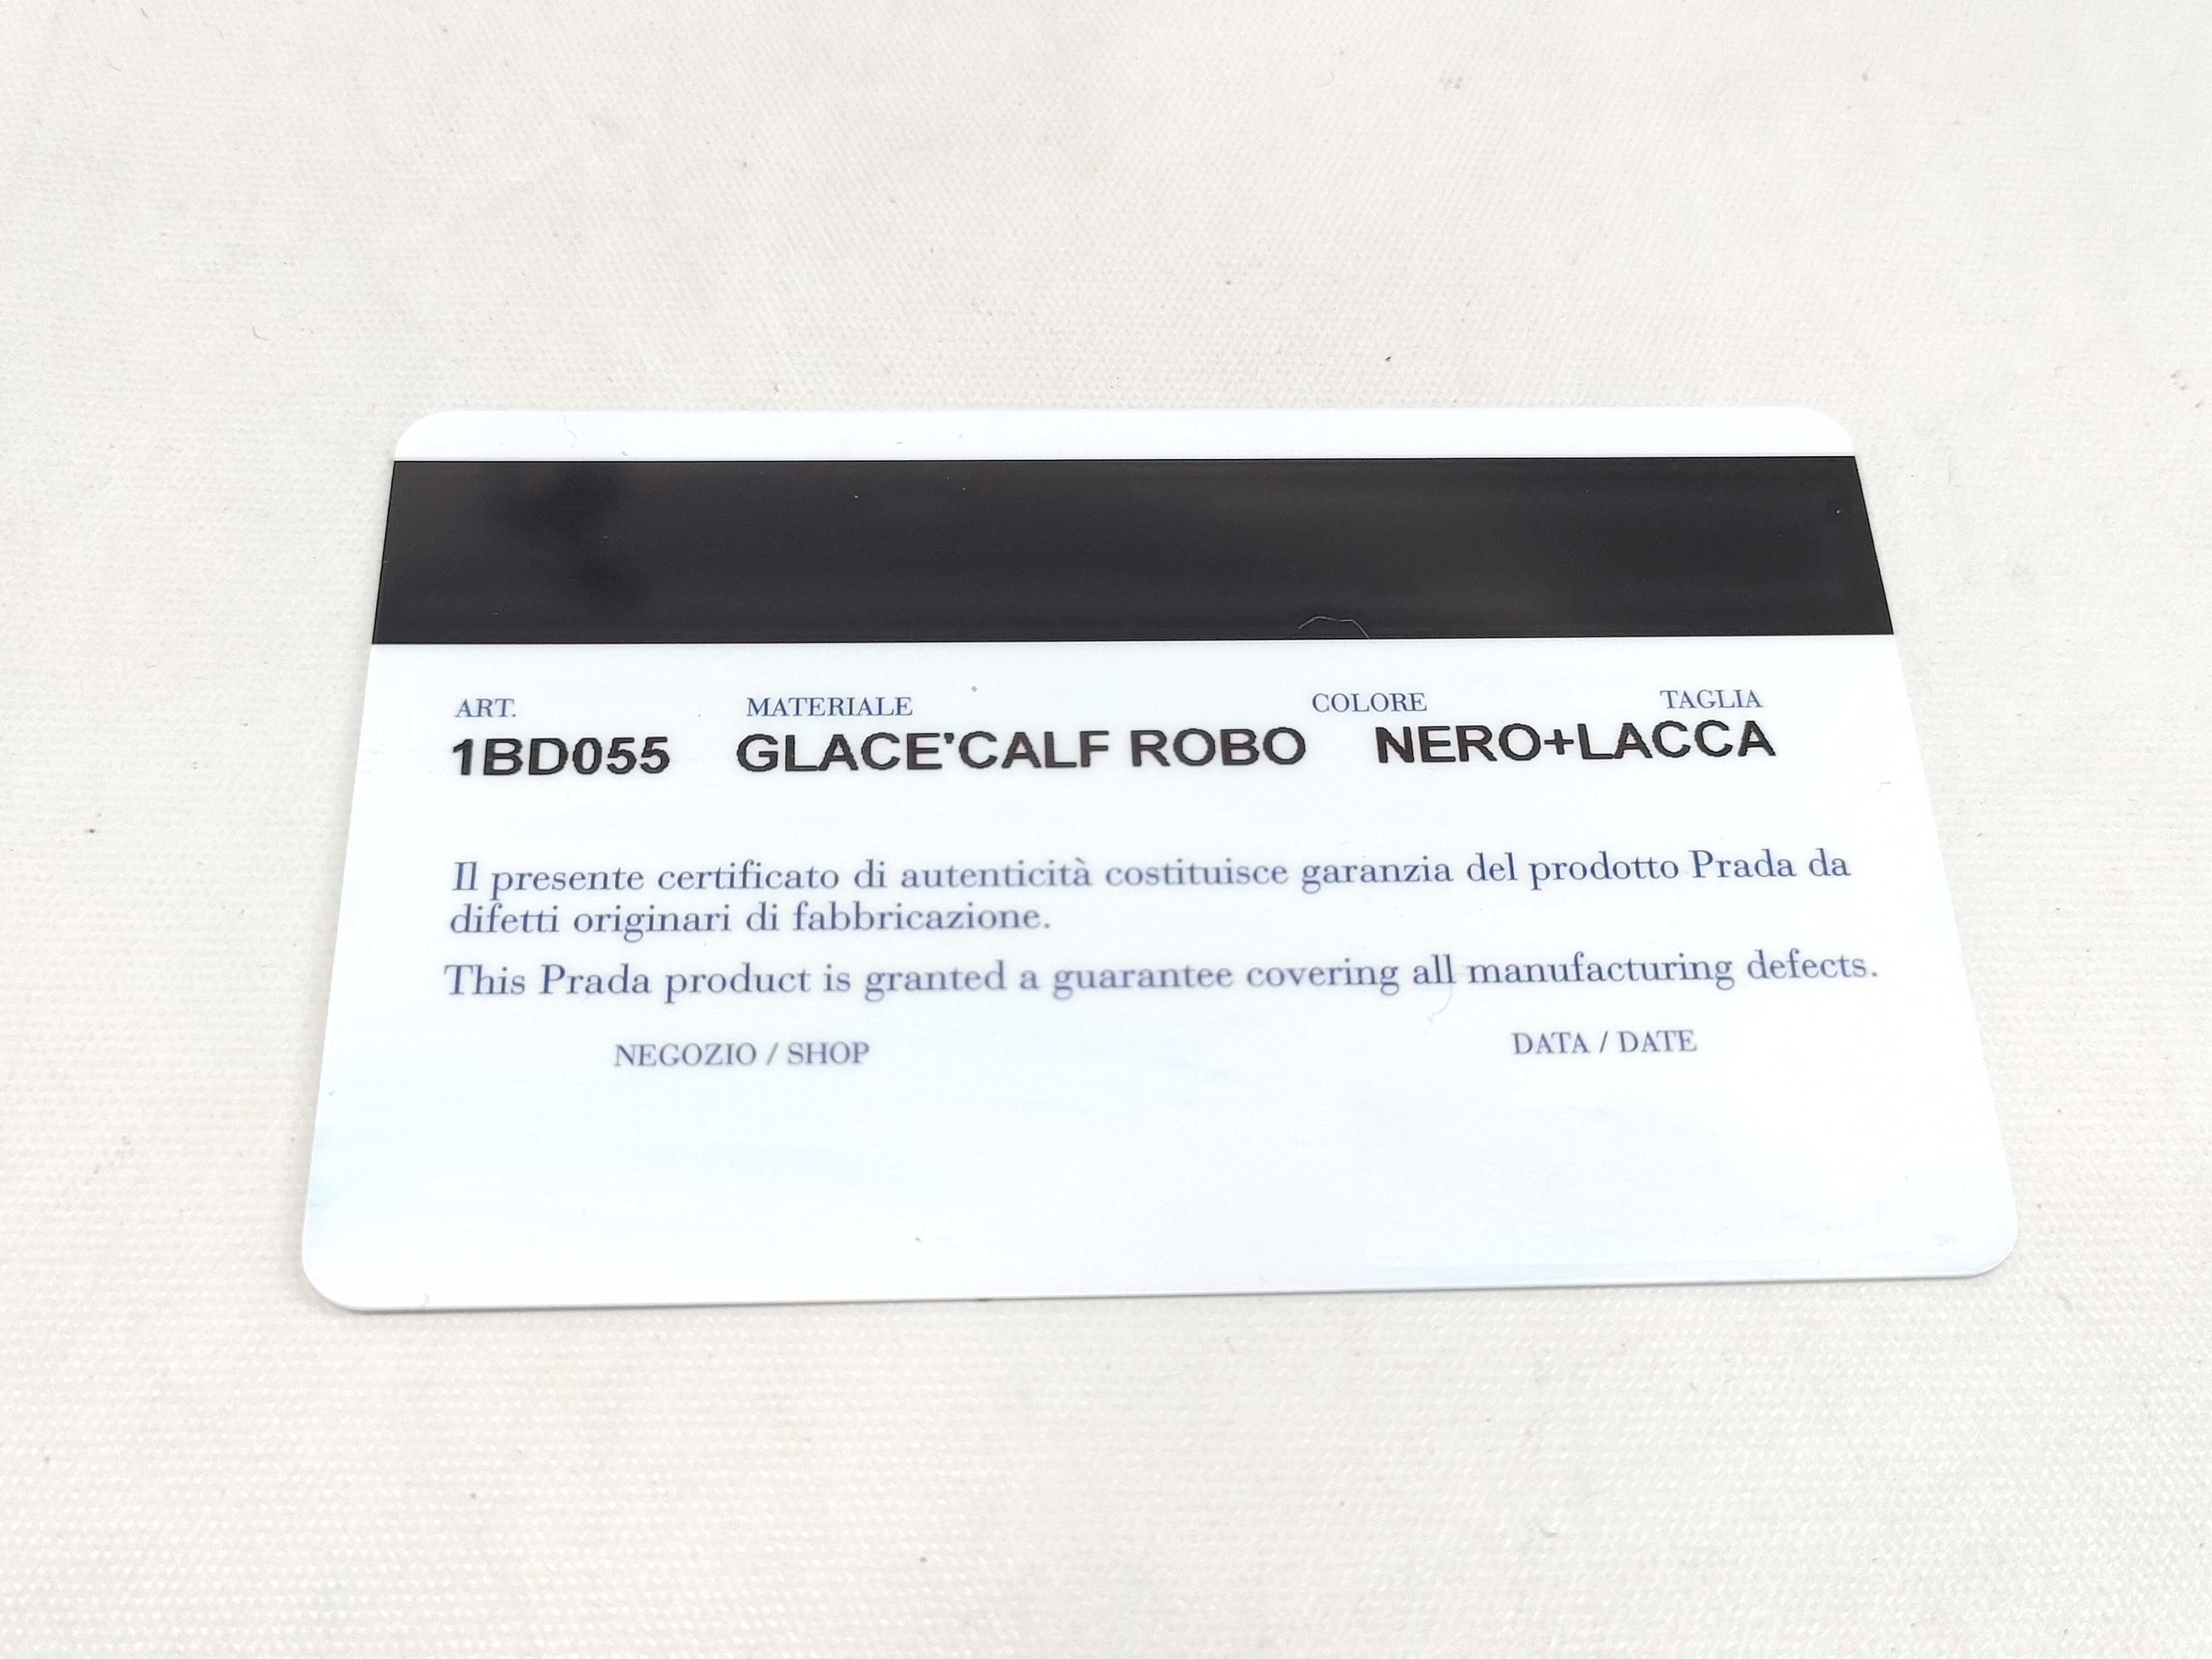 ART. MATERIALE COLORE TAGLIA
1BD055 GLACE'CALF ROBO NERO+LACCA
Il presente certificato di autenticità costituisce garanzia del prodotto Prada da
difetti originari di fabbricazione.
This Prada product is granted a guarantee covering all manufacturing defects.
NEGOZIO / SHOP DATA / DATE